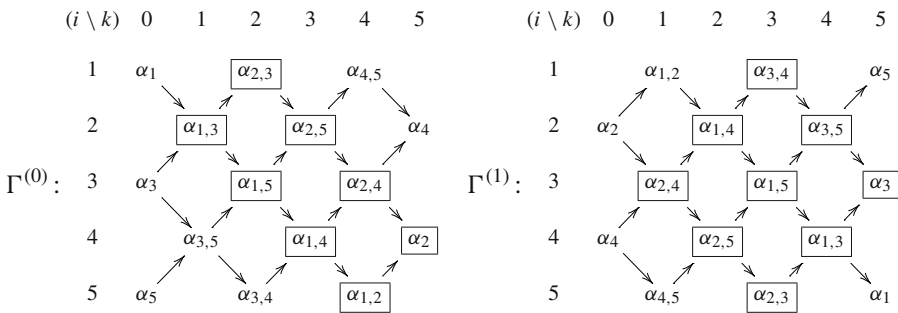 (i \ k) 0 1 2 3 4 5 (i \ k) 0 1 2 3 4 5
1 α₁ α₂,₃ α₄,₅ 1 α₁,₂ α₃,₄ α₅
2 α₁,₃ α₂,₅ α₄ 2 α₂ α₁,₄ α₃,₅
Γ⁽⁰⁾ : 3 α₃ α₁,₅ α₂,₄ Γ⁽¹⁾ : 3 α₂,₄ α₁,₅ α₃
4 α₃,₅ α₁,₄ α₂ 4 α₄ α₂,₅ α₁,₃
5 α₅ α₃,₄ α₁,₂ 5 α₄,₅ α₂,₃ α₁